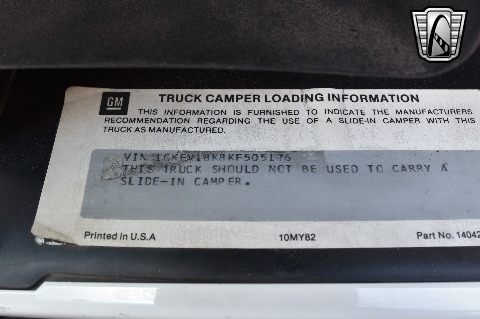 GM
TRUCK CAMPER LOADING INFORMATION
THIS INFORMATION IS FURNISHED TO INDICATE THE MANUFACTURERS
RECOMMENDATION REGARDING THE USE OF A SLIDE-IN CAMPER WITH THIS
TRUCK AS MANUFACTURED.
VIN 1GKEV18K8KF505176
THIS TRUCK SHOULD NOT BE USED TO CARRY A
SLIDE-IN CAMPER.
Printed in U.S.A 10MY82 Part No. 14042